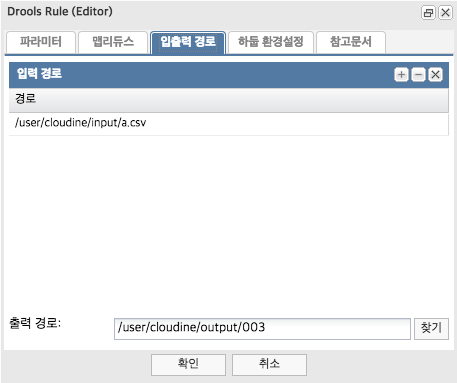 Drools Rule (Editor)
파라미터 맵리듀스 입출력 경로 하둡 환경설정 참고문서
입력 경로
경로
/user/cloudine/input/a.csv
출력 경로: /user/cloudine/output/003 찾기
확인 취소